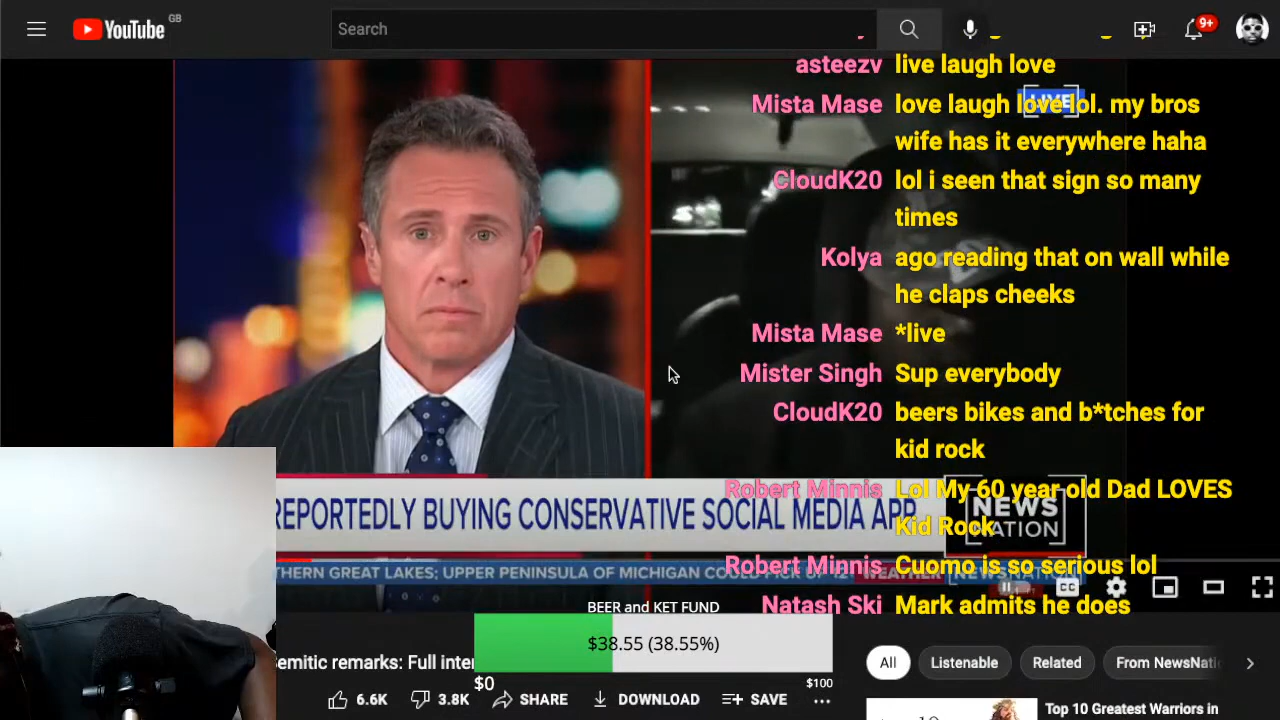 YouTube GB
Search
9+
asteezv live laugh love
LIVE
Mista Mase love laugh love lol. my bros
wife has it everywhere haha
CloudK20 lol i seen that sign so many
times
Kolya ago reading that on wall while
he claps cheeks
Mista Mase *live
Mister Singh Sup everybody
CloudK20 beers bikes and b*tches for
kid rock
Robert Minnis Lol My 60 year old Dad LOVES
Kid Rock
REPORTEDLY BUYING CONSERVATIVE SOCIAL MEDIA APP
NEWS
NATION
Robert Minnis Cuomo is so serious lol
THERN GREAT LAKES; UPPER PENINSULA OF MICHIGAN COULD PICK UP
WEATHER
NEWSNATION
CC
Natash Ski Mark admits he does
BEER and KET FUND
$38.55 (38.55%)
$0
$100
emitic remarks: Full inter
6.6K 3.8K SHARE DOWNLOAD SAVE
All Listenable Related From NewsNati
Top 10 Greatest Warriors in